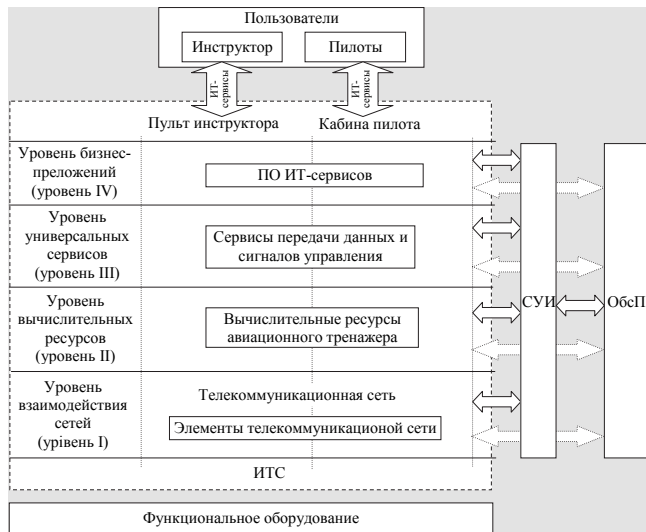 Пользователи
Инструктор
Пилоты
ИТ-
сервисы
ИТ-
сервисы
Пульт инструктора
Кабина пилота
Уровень бизнес-
преложений
(уровень IV)
ПО ИТ-сервисов
Уровень
универсальных
сервисов
(уровень III)
Сервисы передачи данных и
сигналов управления
Уровень
вычислительных
ресурсов
(уровень II)
Вычислительные ресурсы
авиационного тренажера
СУИ
ОбсП
Уровень
взаимодействия
сетей
(урівень I)
Телекоммуникационная сеть
Элементы телекоммуникационой сети
ИТС
Функциональное оборудование